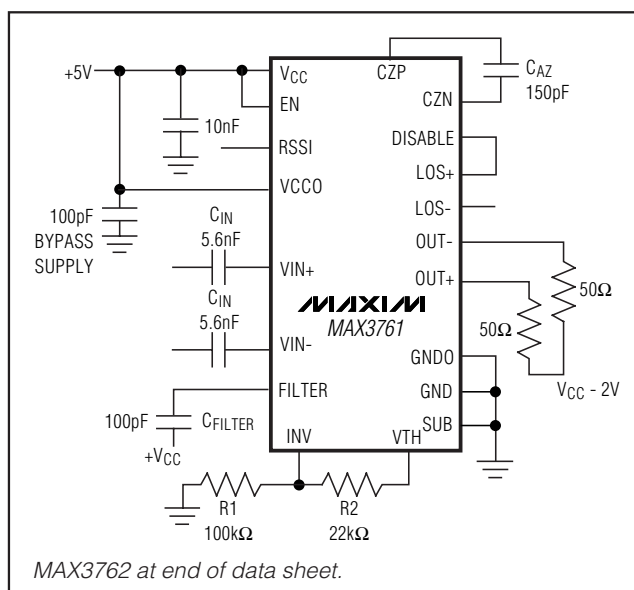 +5V
VCC
EN
10nF
RSSI
VCCO
100pF
BYPASS
SUPPLY
CIN
5.6nF
VIN+
CIN
5.6nF
VIN-
FILTER
100pF
CFILTER
+VCC
INV
VTH
R1
100kΩ
R2
22kΩ
MAXIM
MAX3761
CZP
CAZ
150pF
CZN
DISABLE
LOS+
LOS-
OUT-
OUT+
50Ω
50Ω
GNDO
GND
SUB
VCC - 2V
MAX3762 at end of data sheet.